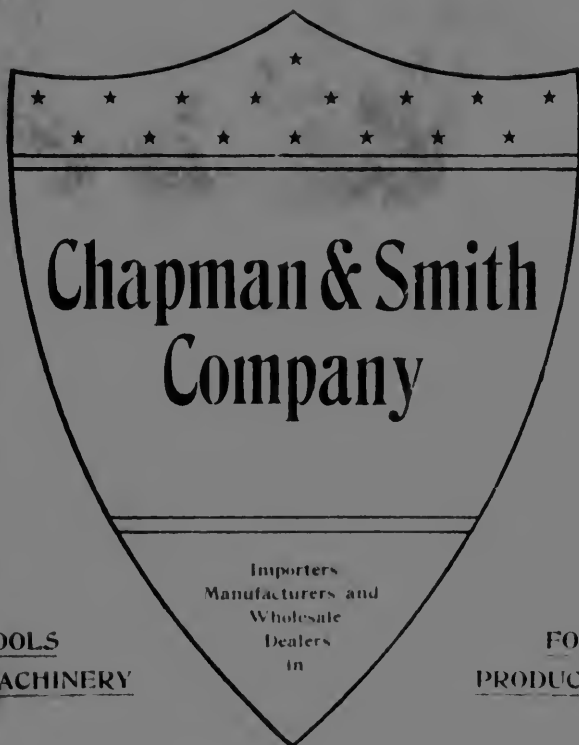 Chapman & Smith
Company
Importers
Manufacturers and
Wholesale
Dealers
in
OOLS
ACHINERY
FO
PRODUC